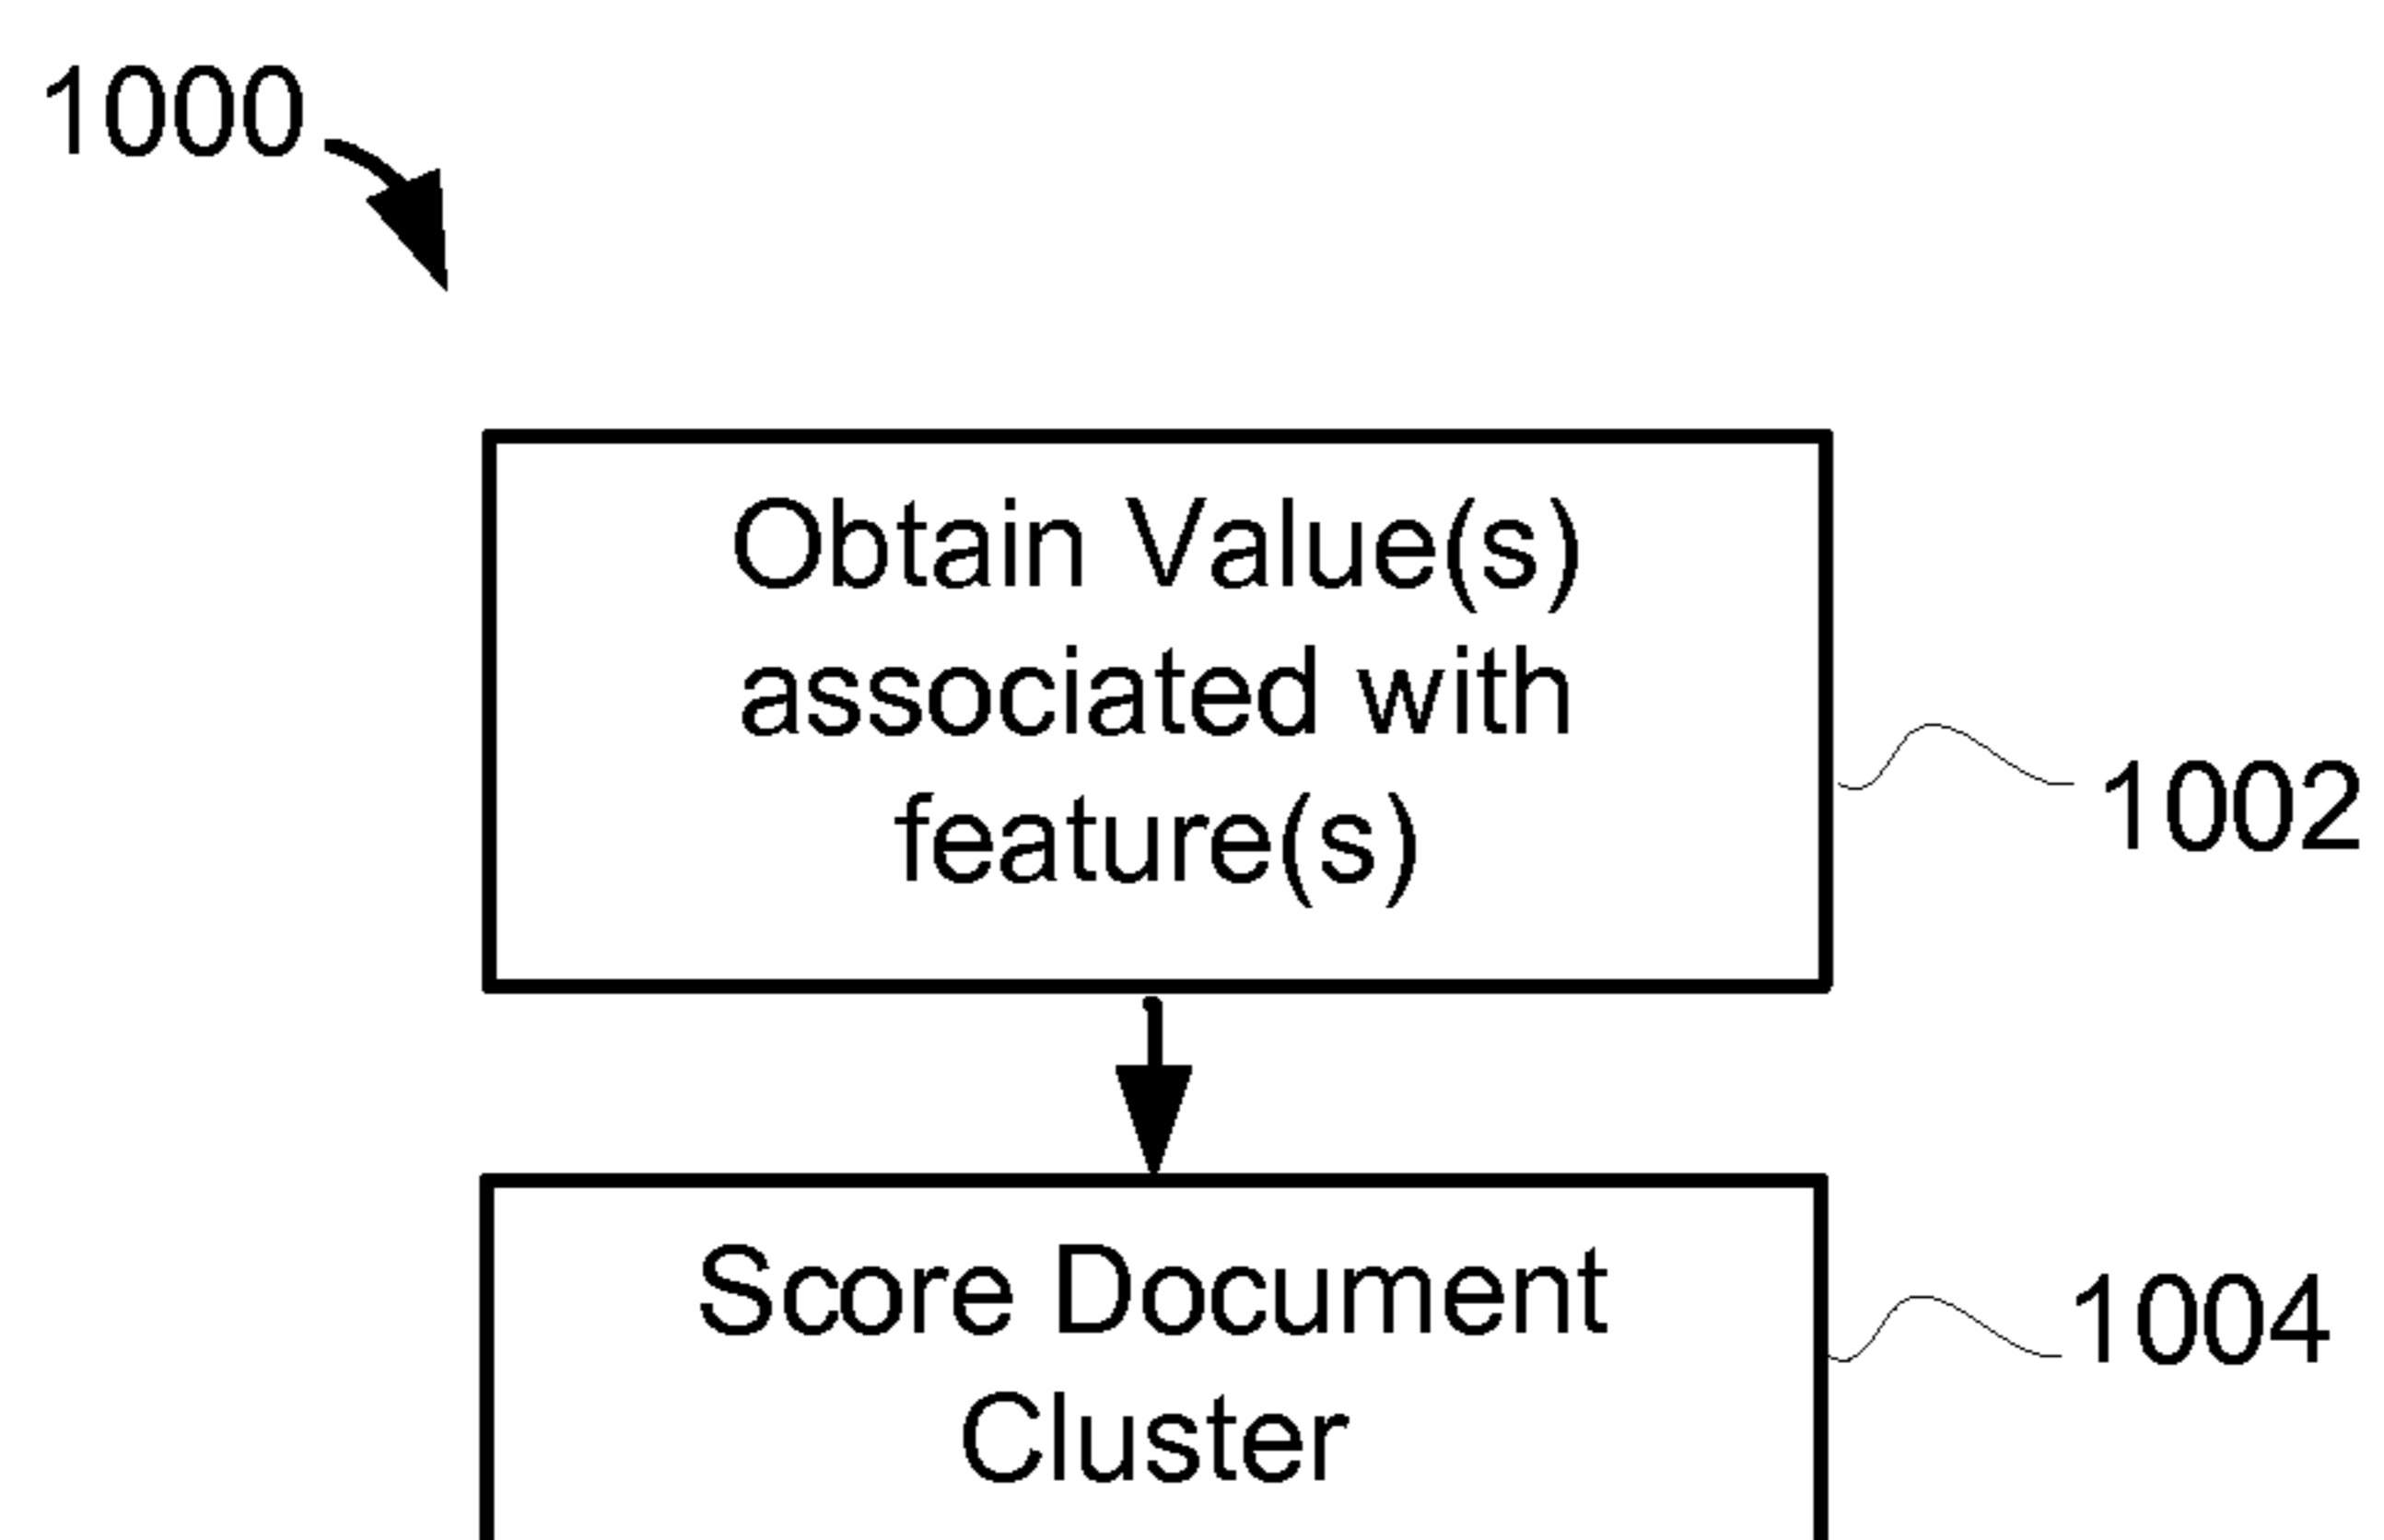 1000
Obtain Value(s)
associated with
feature(s)
1002
Score Document
Cluster
1004